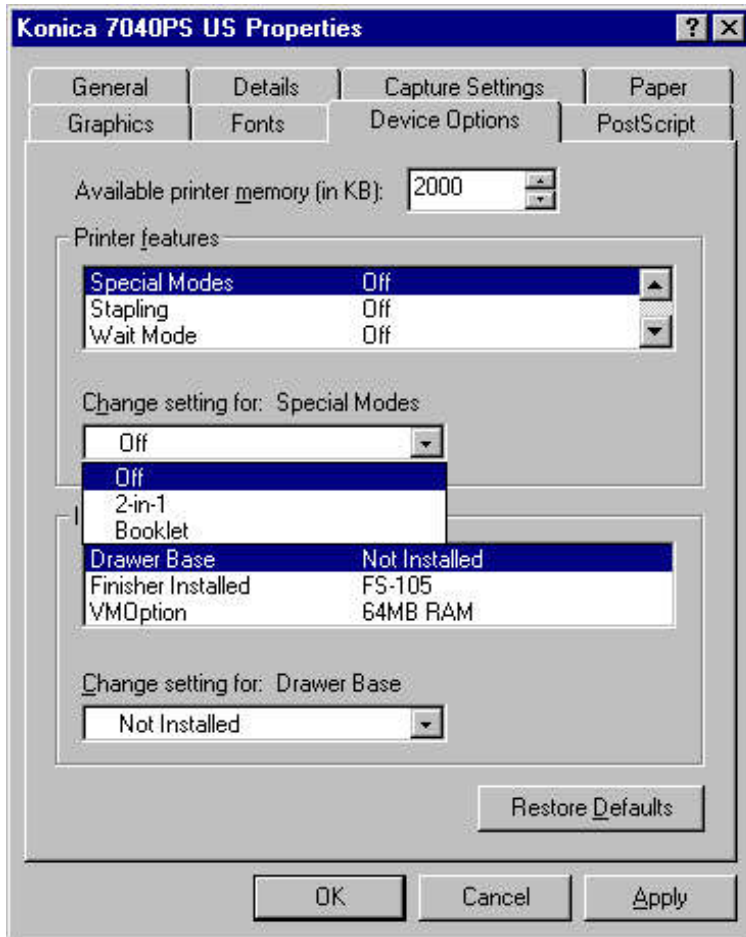 Konica 7040PS US Properties
General Details Capture Settings Paper
Graphics Fonts Device Options PostScript
Available printer memory (in KB): 2000
Printer features
Special Modes Off
Stapling Off
Wait Mode Off
Change setting for: Special Modes
Off
Off
2-in-1
Booklet
Drawer Base Not Installed
Finisher Installed FS-105
VMOption 64MB RAM
Change setting for: Drawer Base
Not Installed
Restore Defaults
OK Cancel Apply